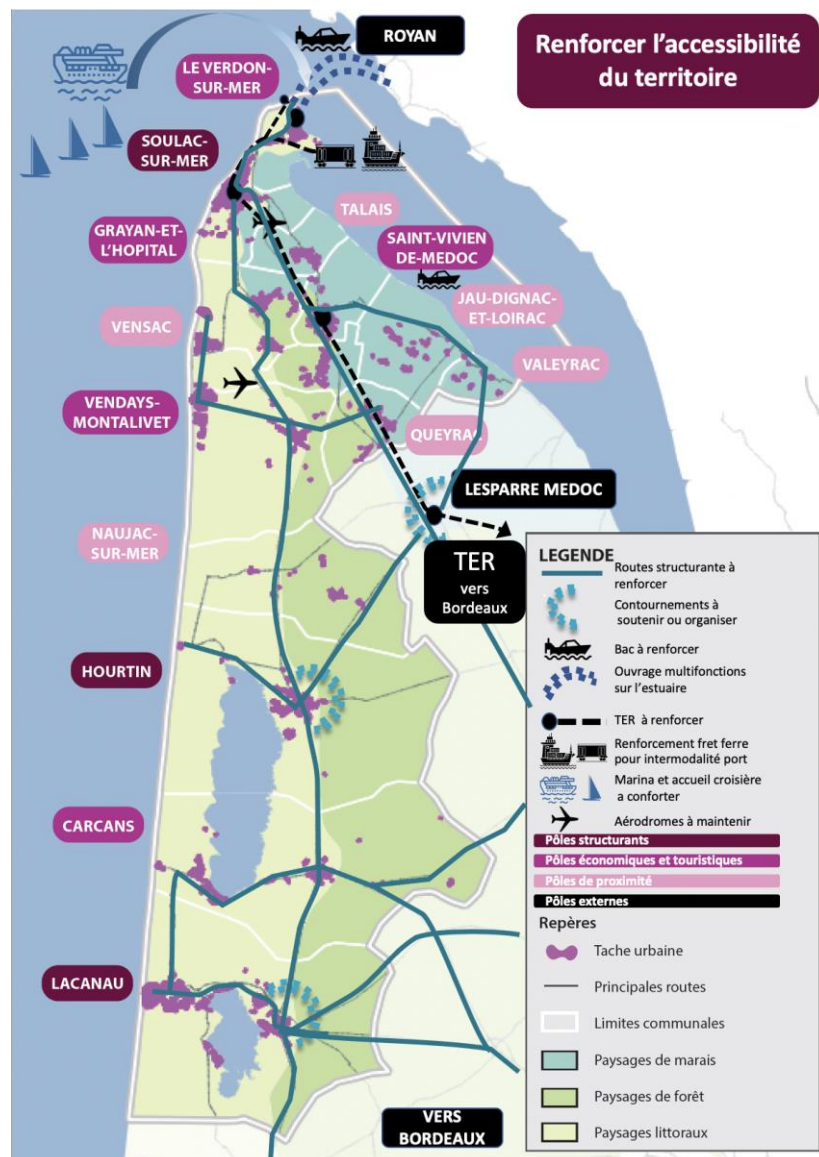 Renforcer l'accessibilité
du territoire
ROYAN
LE VERDON-
SUR-MER
SOULAC-
SUR-MER
TALAIS
GRAYAN-ET-
L'HOPITAL
SAINT-VIVIEN
DE-MEDOC
JAU-DIGNAC-
ET-LOIRAC
VENSAC
VALEYRAC
VENDAYS-
MONTALIVET
QUEYRAC
LESPARRE MEDOC
NAUJAC-
SUR-MER
TER
vers
Bordeaux
HOURTIN
CARCANS
LACANAU
VERS
BORDEAUX
LEGENDE
Routes structurante à
renforcer
Contournements à
soutenir ou organiser
Bac à renforcer
Ouvrage multifonctions
sur l'estuaire
TER à renforcer
Renforcement fret ferre
pour intermodalité port
Marina et accueil croisière
a conforter
Aérodromes à maintenir
Pôles structurants
Pôles économiques et touristiques
Pôles de proximité
Pôles externes
Repères
Tache urbaine
Principales routes
Limites communales
Paysages de marais
Paysages de forêt
Paysages littoraux